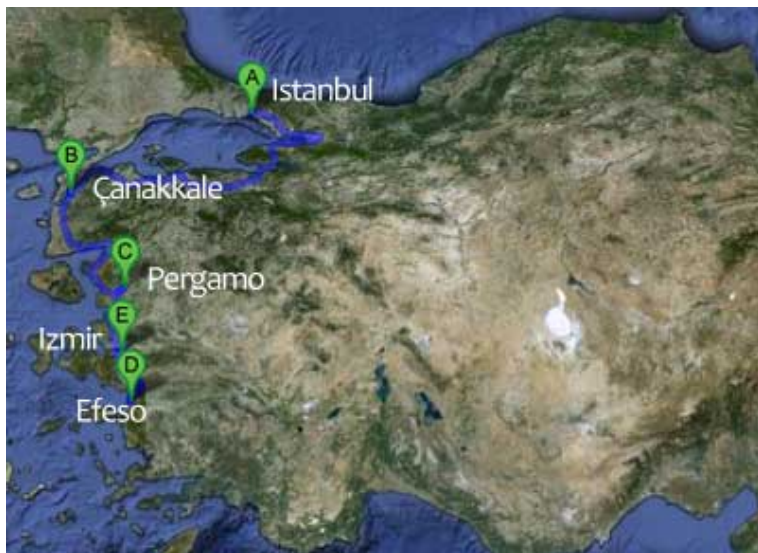 A
Istanbul
B
Çanakkale
C
Pergamo
E
Izmir
D
Efeso